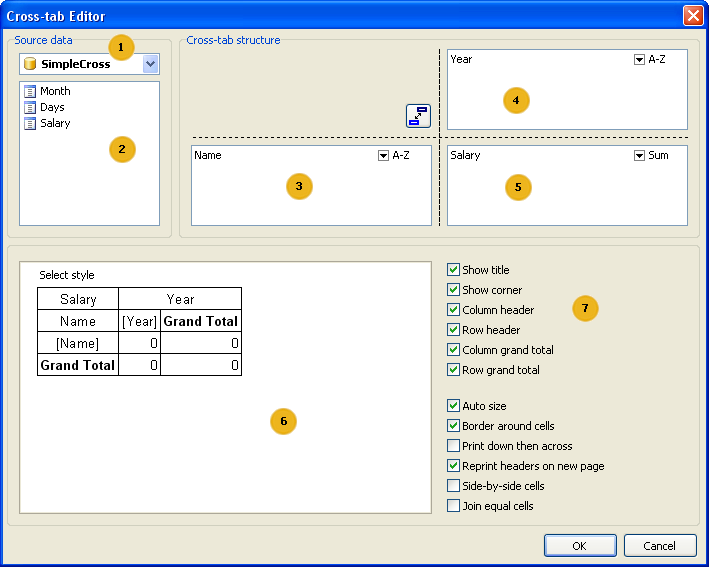 Cross-tab Editor
Source data
Cross-tab structure
1
SimpleCross
Month
Days
Salary
2
Year
A-Z
4
Name
A-Z
3
Salary
Sum
5
Select style
Salary Year
Name [Year] Grand Total
[Name] 0 0
Grand Total 0 0
6
Show title
Show corner
Column header
Row header
Column grand total
Row grand total
7
Auto size
Border around cells
Print down then across
Reprint headers on new page
Side-by-side cells
Join equal cells
OK
Cancel